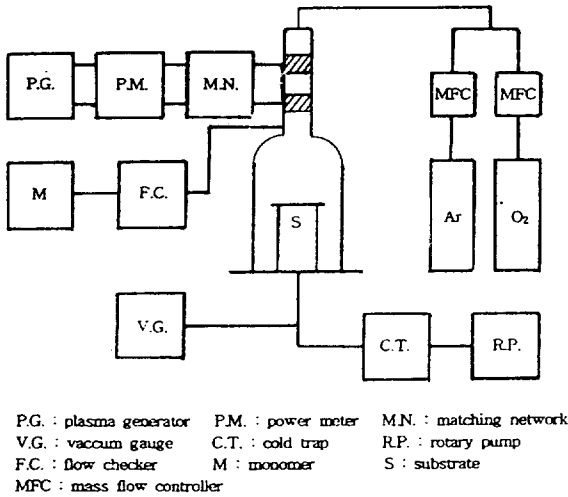 MFC MFC
P.G. P.M. M.N.
M F.C. S Ar O₂
V.G. C.T. R.P.
P.G. : plasma generator P.M. : power meter M.N. : matching network
V.G. : vaccum gauge C.T. : cold trap R.P. : rotary pump
F.C. : flow checker M : monomer S : substrate
MFC : mass flow controller